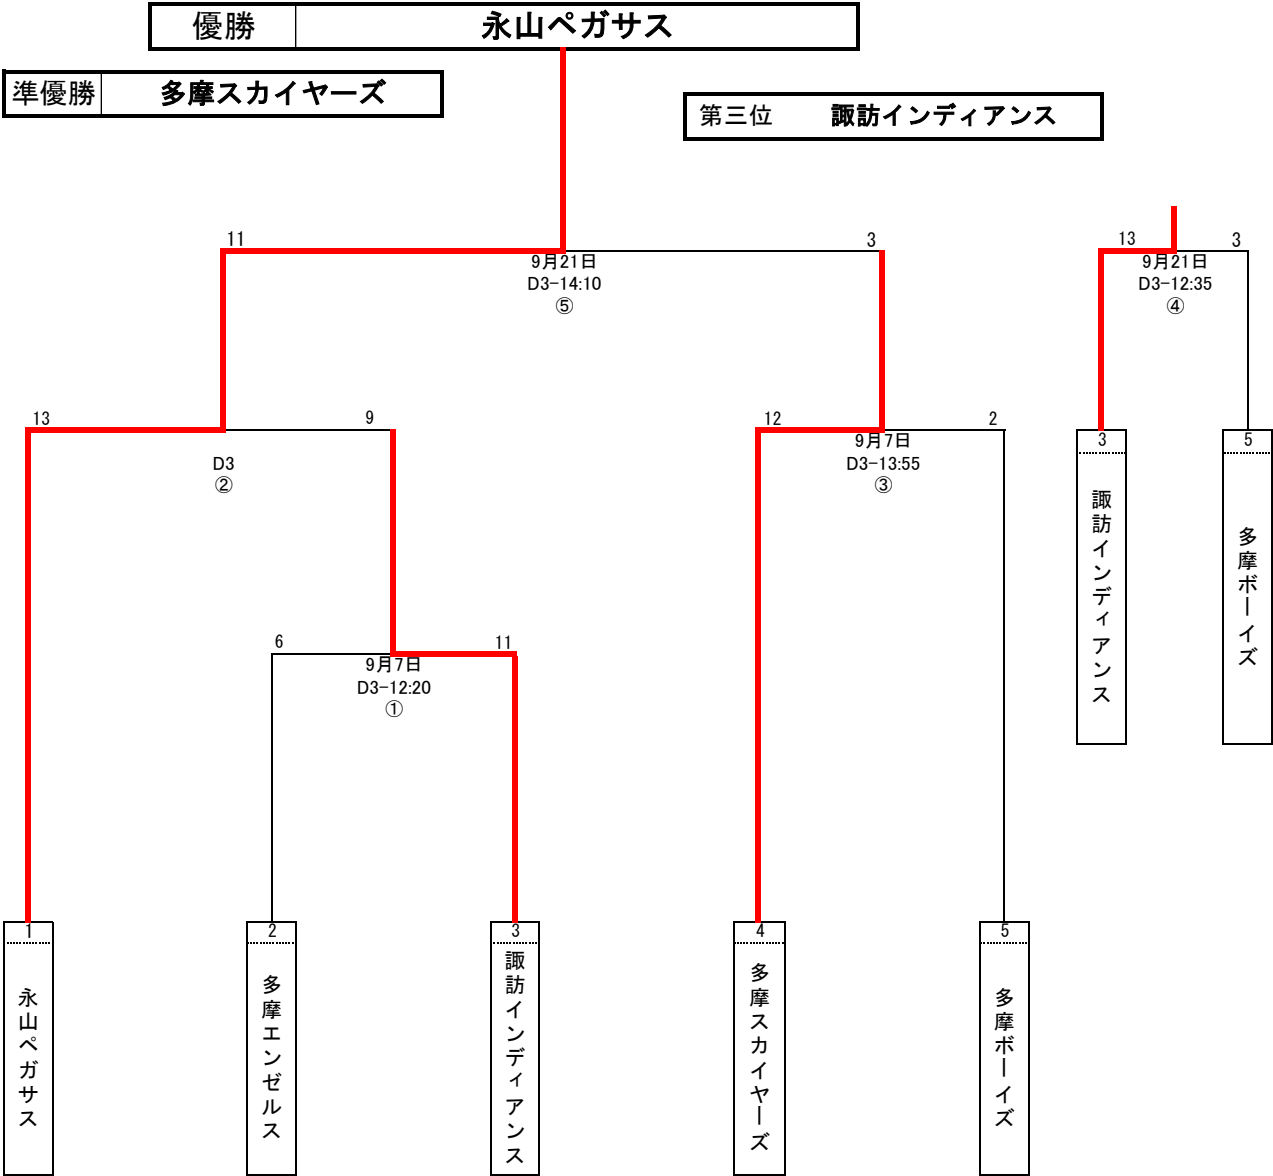 優勝 永山ペガサス
準優勝 多摩スカイヤーズ
第三位 諏訪インディアンス
11 3
9月21日
D3-14:10
⑤
13 3
9月21日
D3-12:35
④
13 9
D3
②
12 2
9月7日
D3-13:55
③
3
諏訪インディアンス
5
多摩ボーイズ
6 11
9月7日
D3-12:20
①
1
永山ペガサス
2
多摩エンゼルス
3
諏訪インディアンス
4
多摩スカイヤーズ
5
多摩ボーイズ